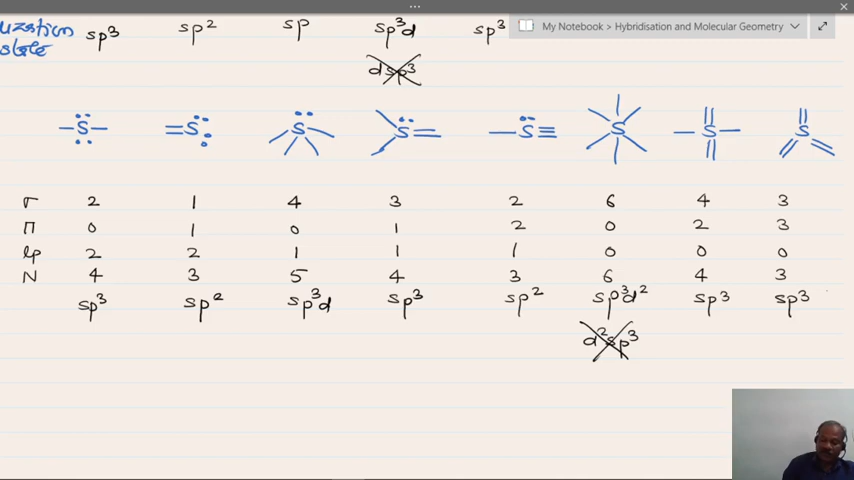 My Notebook > Hybridisation and Molecular Geometry
state
sp³ sp² sp sp³d sp³
dsp³
S S S S S S S S
σ 2 1 4 3 2 6 4 3
Π 0 1 0 1 2 0 2 3
lp 2 2 1 1 1 0 0 0
N 4 3 5 4 3 6 4 3
sp³ sp² sp³d sp³ sp² sp³d² sp³ sp³
d²sp³